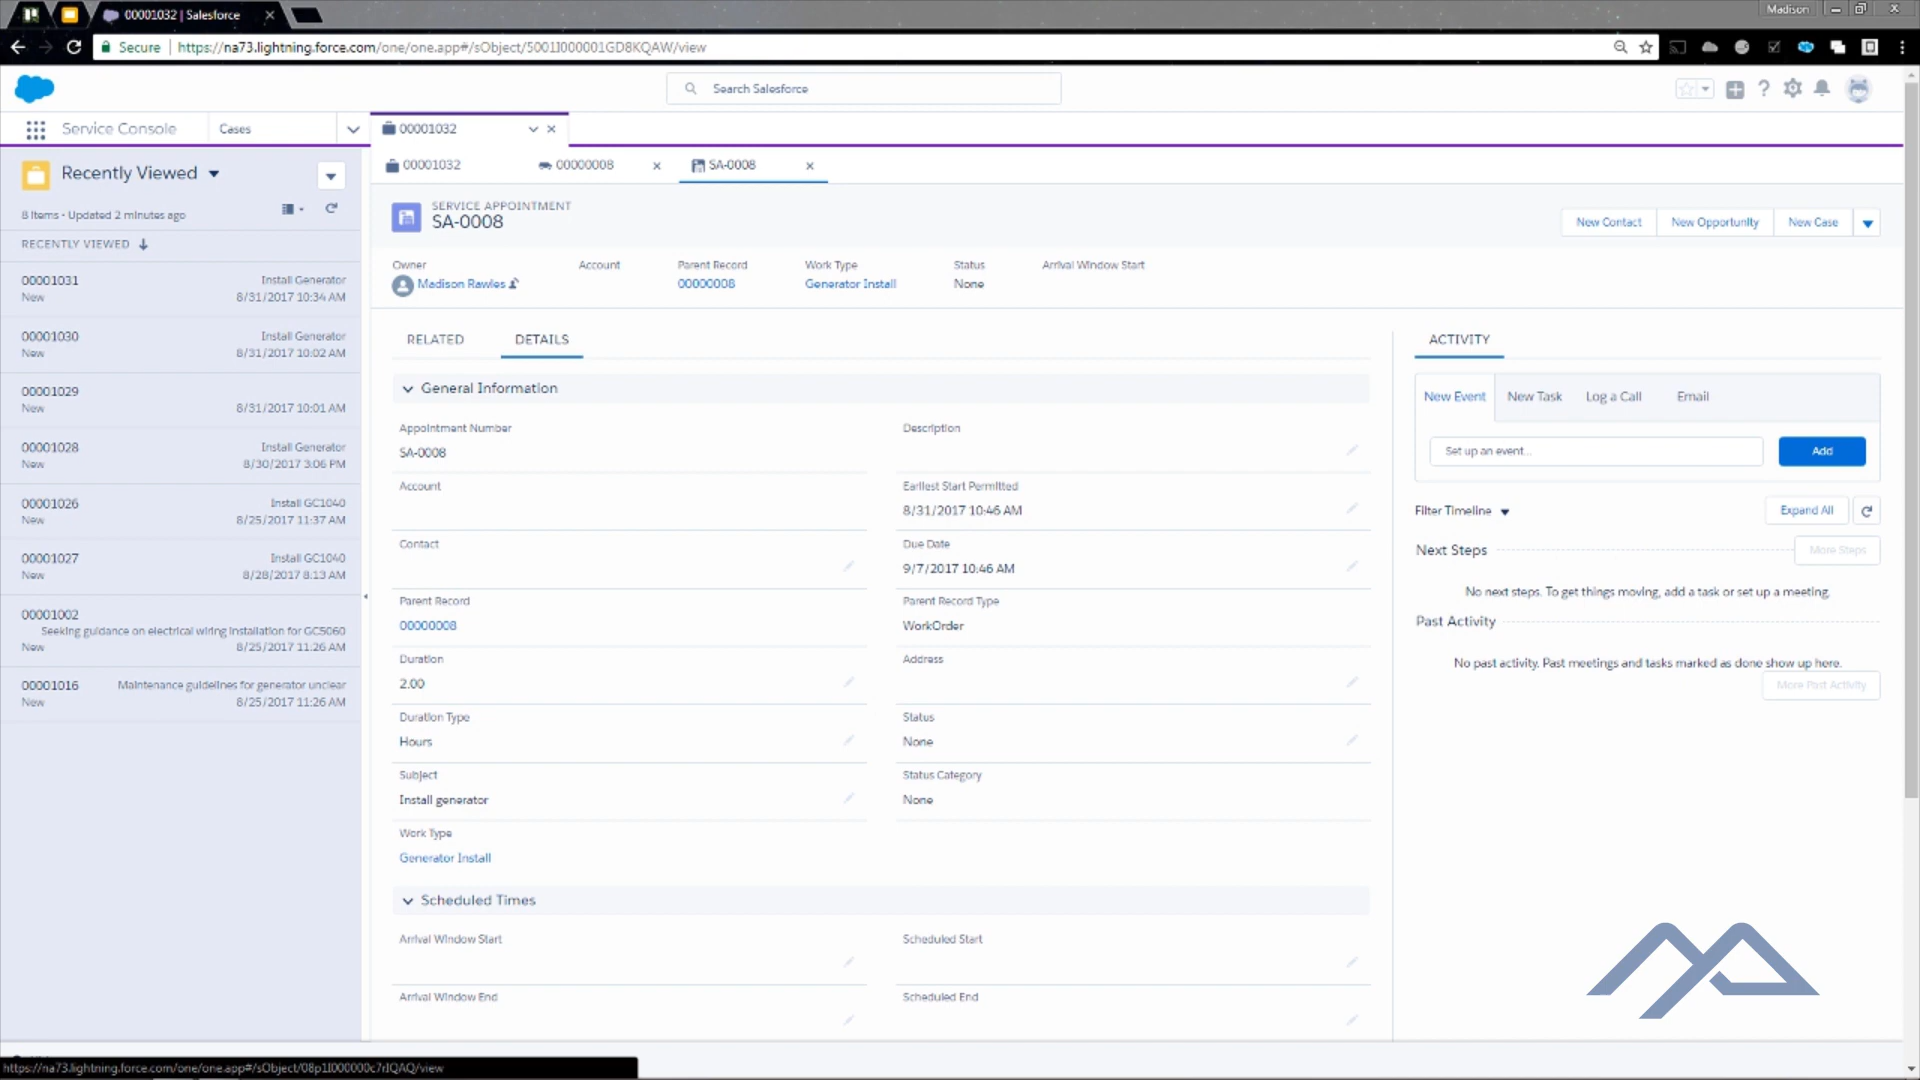 00001032 | Salesforce
Madison
Secure https://na73.lightning.force.com/one/one.app#/sObject/5001I000001GD8KQAW/view
Search Salesforce
Service Console
Cases
00001032
Recently Viewed
8 Items • Updated 2 minutes ago
RECENTLY VIEWED
00001031 Install Generator
New 8/31/2017 10:34 AM
00001030 Install Generator
New 8/31/2017 10:02 AM
00001029
New 8/31/2017 10:01 AM
00001028 Install Generator
New 8/30/2017 3:06 PM
00001026 Install GC1040
New 8/25/2017 11:37 AM
00001027 Install GC1040
New 8/28/2017 8:13 AM
00001002
Seeking guidance on electrical wiring installation for GC5060
New 8/25/2017 11:26 AM
00001016 Maintenance guidelines for generator unclear
New 8/25/2017 11:26 AM
00001032 00000008 SA-0008
SERVICE APPOINTMENT
SA-0008
New Contact New Opportunity New Case
Owner Account Parent Record Work Type Status Arrival Window Start
Madison Rawles 00000008 Generator Install None
RELATED DETAILS
General Information
Appointment Number Description
SA-0008
Account Earliest Start Permitted
8/31/2017 10:46 AM
Contact Due Date
9/7/2017 10:46 AM
Parent Record Parent Record Type
00000008 WorkOrder
Duration Address
2.00
Duration Type Status
Hours None
Subject Status Category
Install generator None
Work Type
Generator Install
Scheduled Times
Arrival Window Start Scheduled Start
Arrival Window End Scheduled End
ACTIVITY
New Event New Task Log a Call Email
Set up an event... Add
Filter Timeline Expand All
Next Steps More Steps
No next steps. To get things moving, add a task or set up a meeting.
Past Activity
No past activity. Past meetings and tasks marked as done show up here.
More Past Activity
https://na73.lightning.force.com/one/one.app#/sObject/08p1I000000c7rIQAQ/view